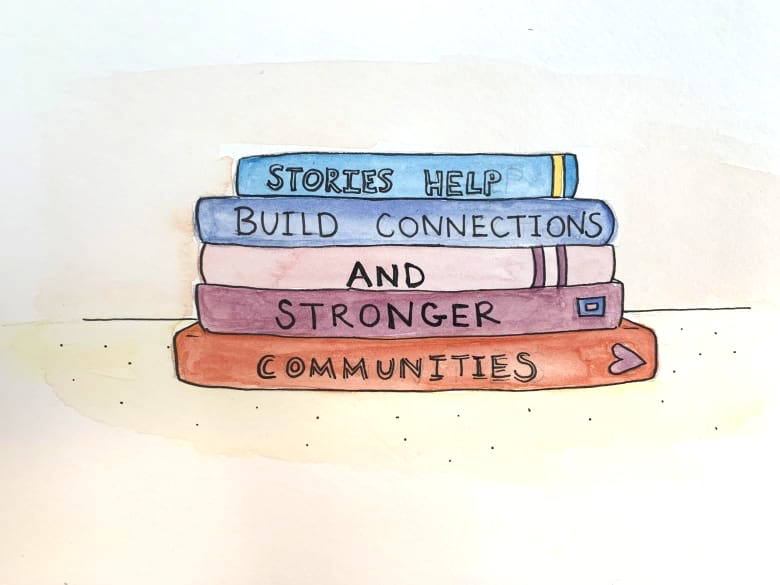 STORIES HELP
BUILD CONNECTIONS
AND
STRONGER
COMMUNITIES